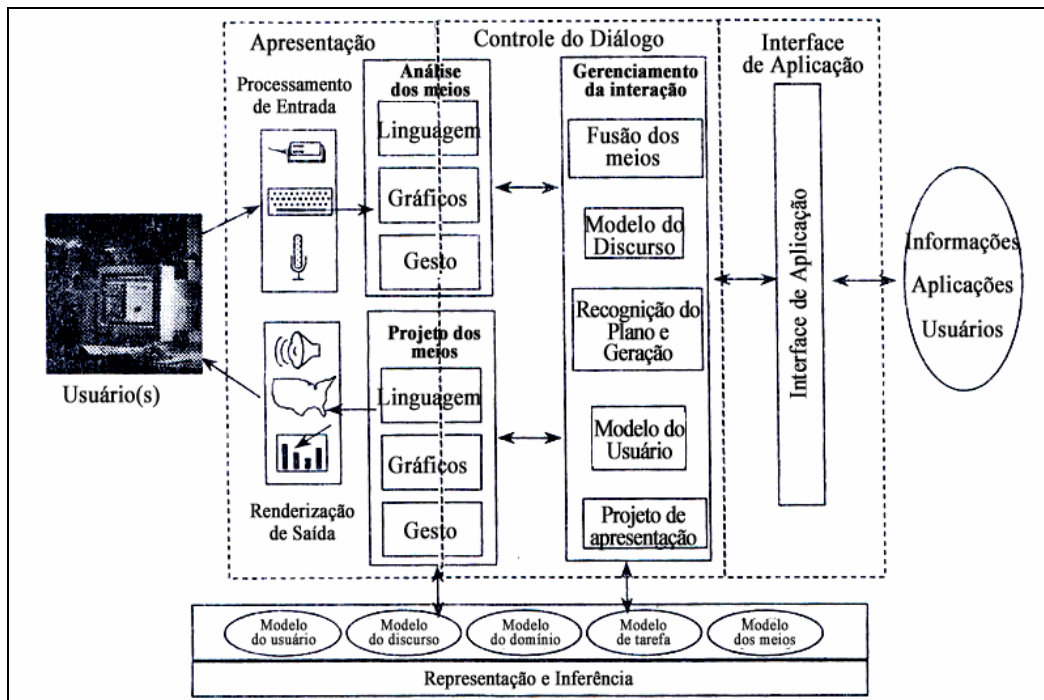 Apresentação
Controle do Diálogo
Interface
de Aplicação
Processamento
de Entrada
Análise
dos meios
Linguagem
Gráficos
Gesto
Gerenciamento
da interação
Fusão dos
meios
Modelo do
Discurso
Recognição do
Plano e
Geração
Modelo do
Usuário
Projeto de
apresentação
Interface de Aplicação
Informações
Aplicações
Usuários
Usuário(s)
Projeto dos
meios
Linguagem
Gráficos
Gesto
Renderização
de Saída
Modelo
do usuário
Modelo
do discurso
Modelo
do domínio
Modelo
de tarefa
Modelo
dos meios
Representação e Inferência